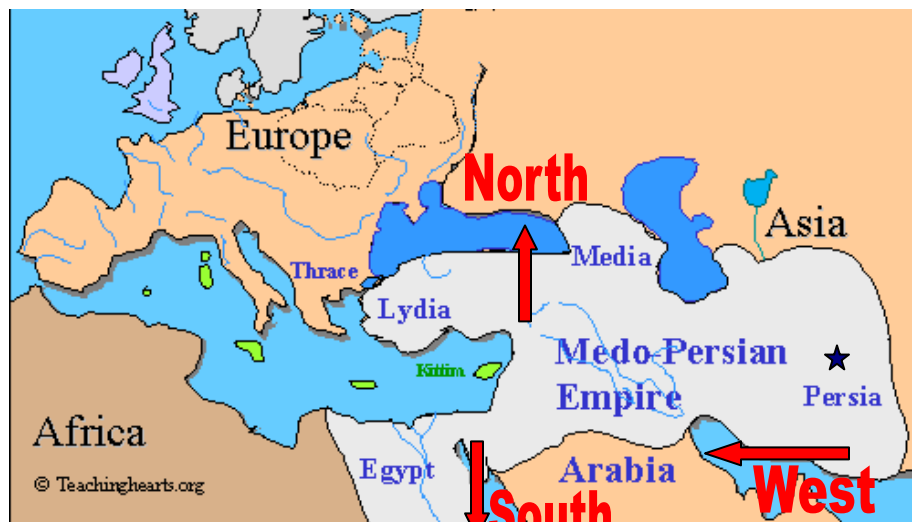 Europe
North
Asia
Thrace
Media
Lydia
Medo-Persian
Empire
Kittim
Persia
Africa
Egypt
Arabia
West
South
© Teachinghearts.org